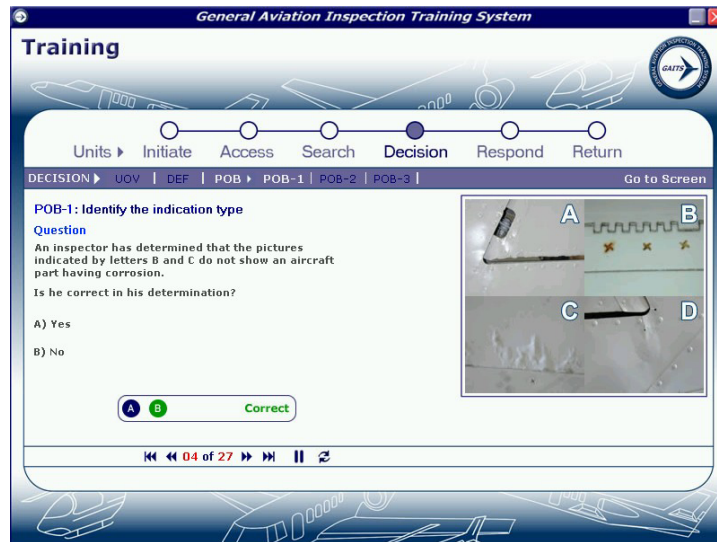 General Aviation Inspection Training System
Training
GAITS
Units Initiate Access Search Decision Respond Return
DECISION UOV | DEF | POB POB-1 | POB-2 | POB-3 | Go to Screen
POB-1: Identify the indication type
Question
An inspector has determined that the pictures
indicated by letters B and C do not show an aircraft
part having corrosion.
Is he correct in his determination?
A) Yes
B) No
A B Correct
A B
C D
04 of 27